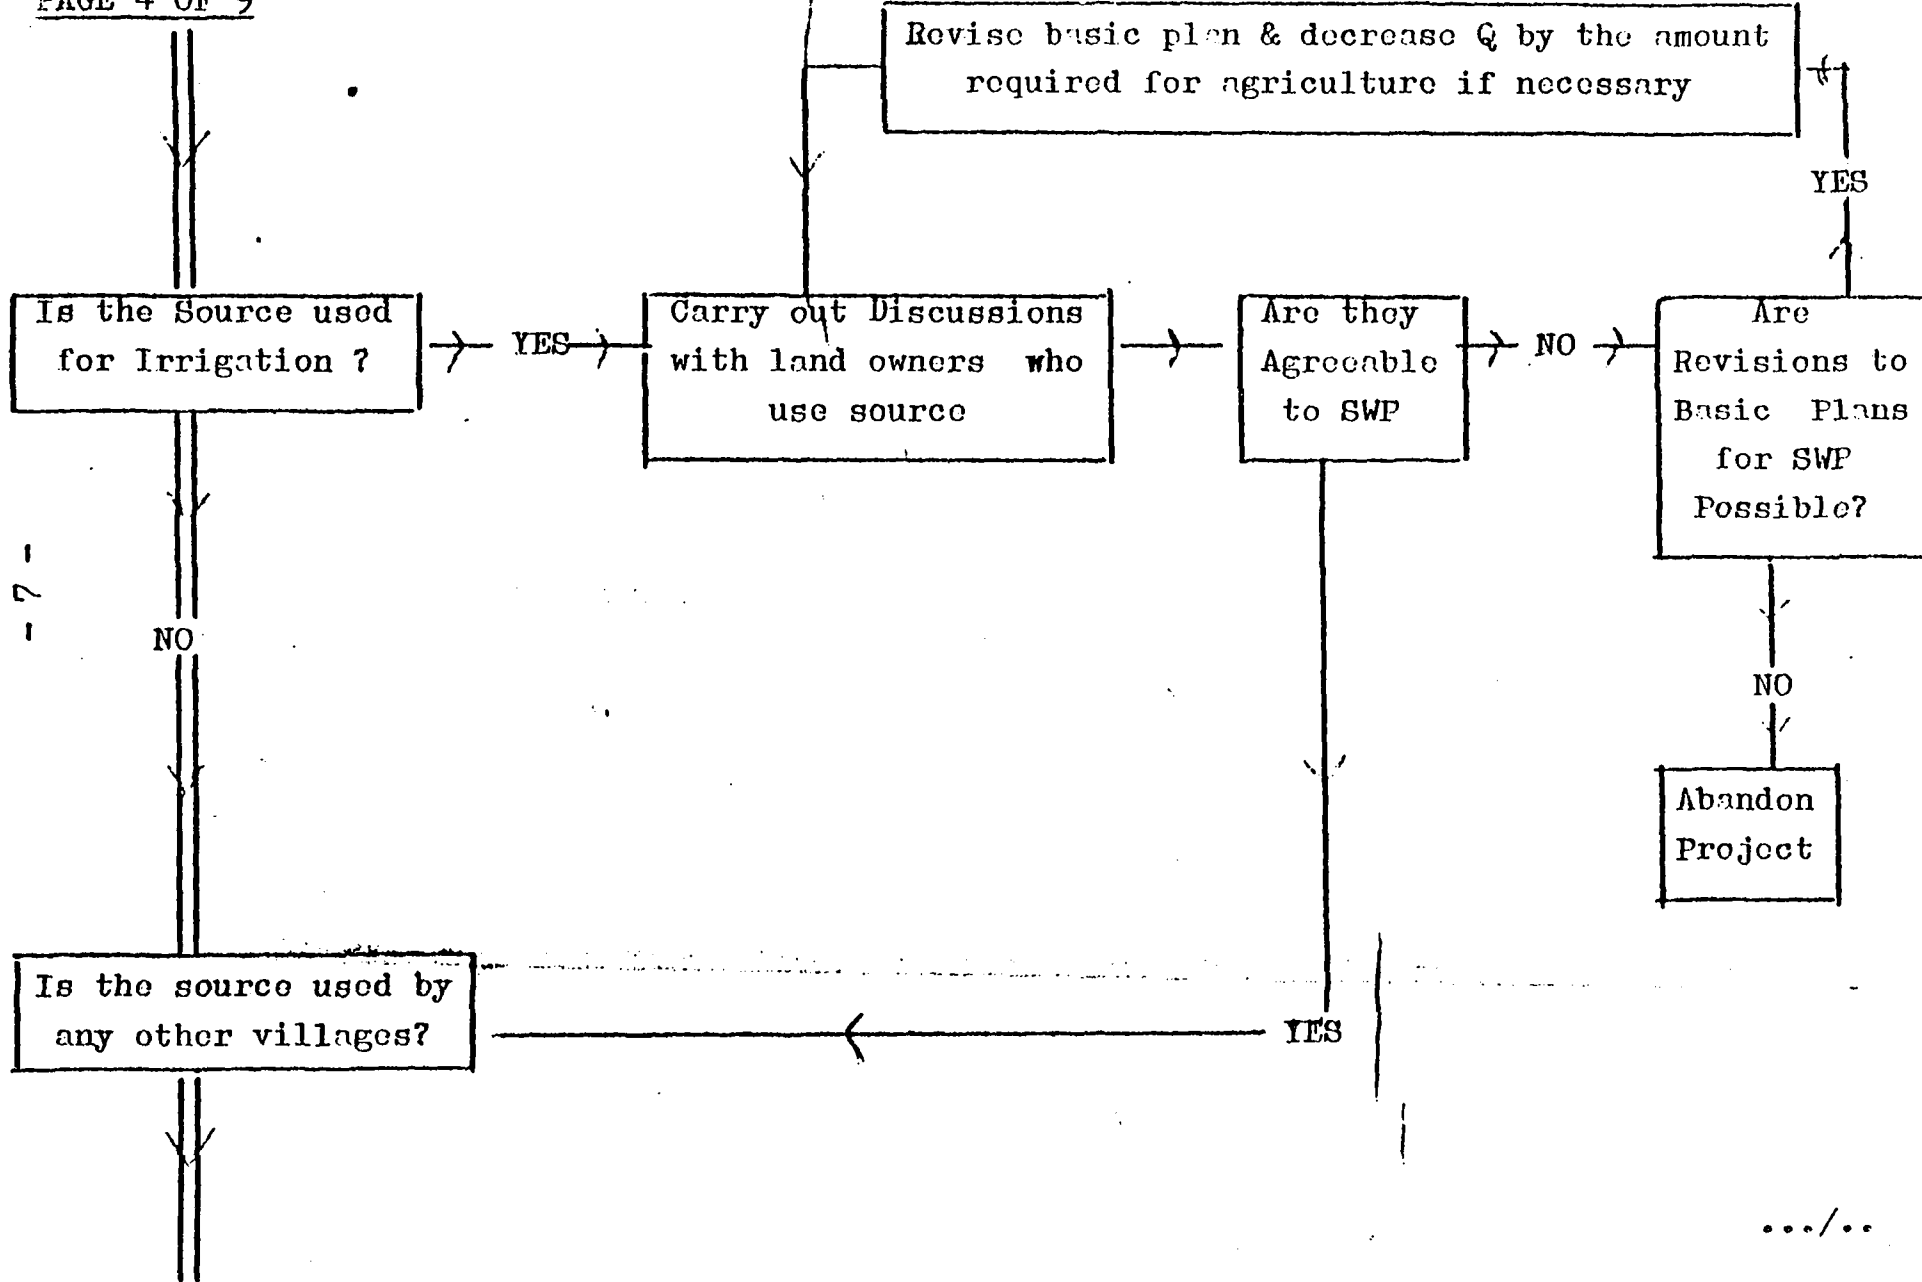 PAGE 4 OF 9
Revise basic plan & decrease Q by the amount
required for agriculture if necessary
YES
Is the Source used
for Irrigation ?
YES
Carry out Discussions
with land owners who
use source
Are they
Agreeable
to SWP
NO
Are
Revisions to
Basic Plans
for SWP
Possible?
- 7 -
NO
NO
Abandon
Project
Is the source used by
any other villages?
YES
.../..